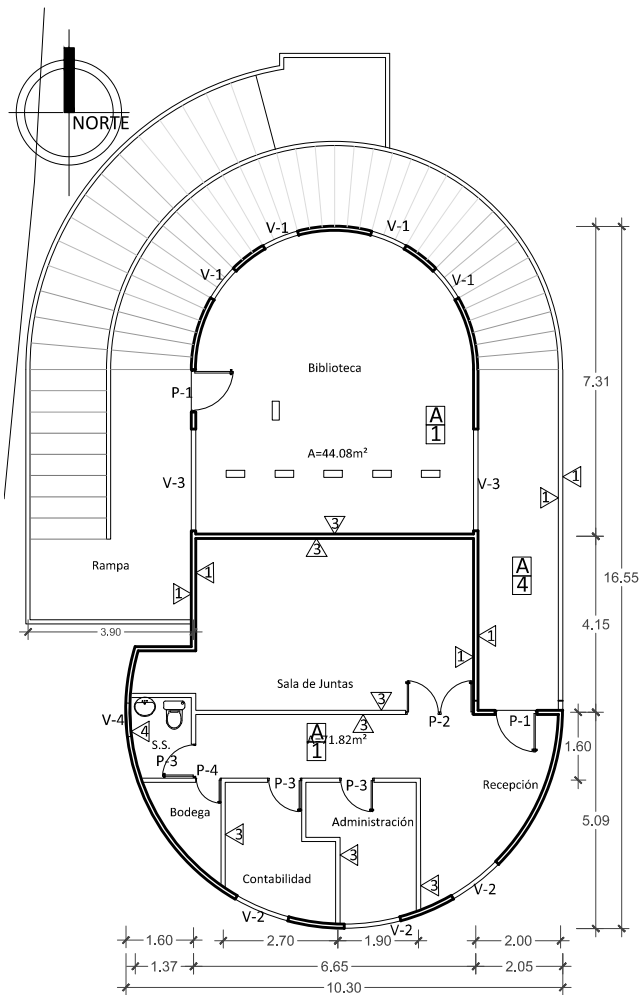 NORTE
V-1
V-1
V-1
V-1
Biblioteca
P-1
A
1
A=44.08m²
V-3
V-3
7.31
1
1
3
3
Rampa
1
1
A
4
16.55
3.90
4.15
1
1
Sala de Juntas
V-4
4
S.S.
3
3
P-2
P-1
A
1
A=71.82m²
1.60
P-3
P-4
P-3
P-3
Recepción
Bodega
Administración
5.09
3
3
Contabilidad
3
V-2
V-2
V-2
1.60
2.70
1.90
2.00
1.37
6.65
2.05
10.30